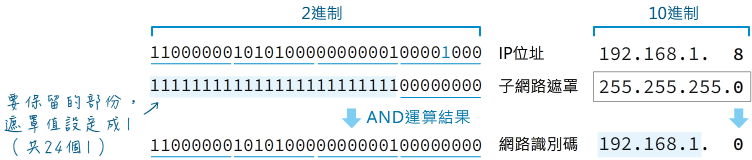 2進制 10進制
11000000101010000000000100001000 IP位址 192.168.1. 8
11111111111111111111111100000000 子網路遮罩 255.255.255.0
要保留的部份，
遮罩值設定成1
（共24個1）
AND運算結果
11000000101010000000000100000000 網路識別碼 192.168.1. 0